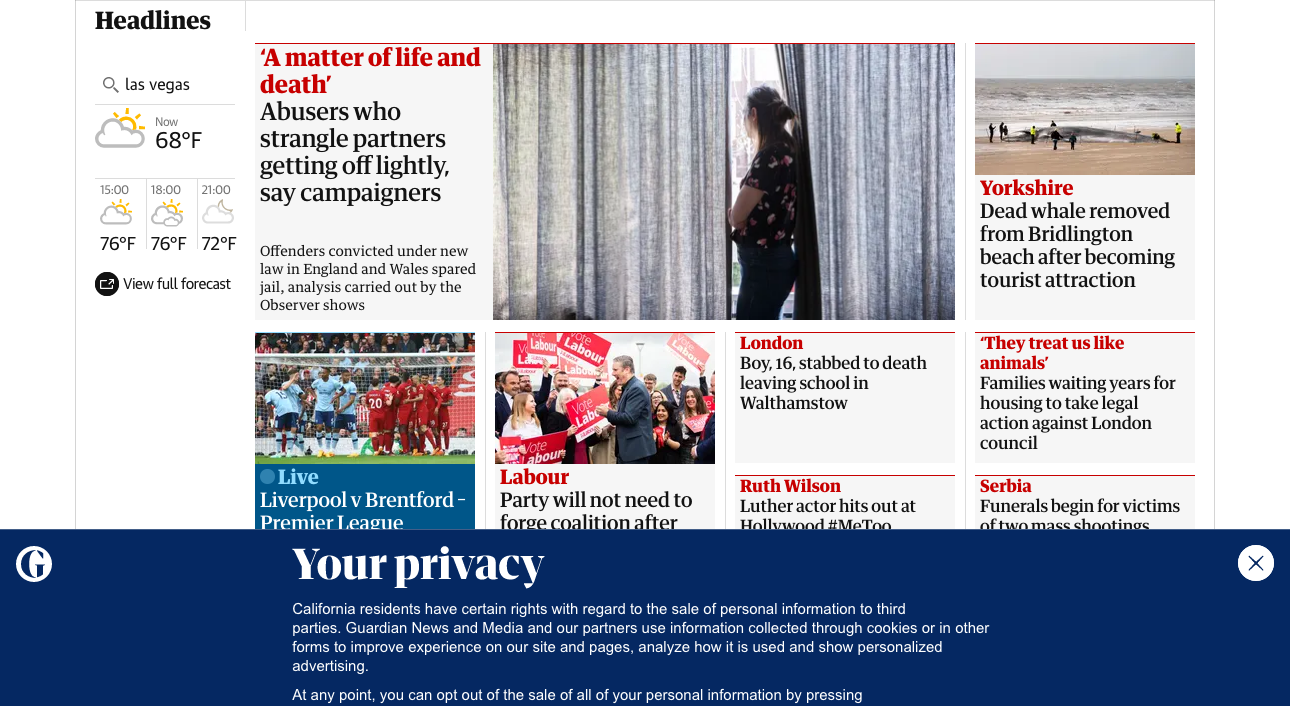 Headlines
las vegas
Now
68°F
15:00
18:00
21:00
76°F
76°F
72°F
View full forecast
‘A matter of life and
death’
Abusers who
strangle partners
getting off lightly,
say campaigners
Offenders convicted under new
law in England and Wales spared
jail, analysis carried out by the
Observer shows
Yorkshire
Dead whale removed
from Bridlington
beach after becoming
tourist attraction
20
Live
Liverpool v Brentford –
Premier League
Vote
Labour
Vote
Labour
Vote
Labour
Vote
Labour
Labour
Party will not need to
forge coalition after
London
Boy, 16, stabbed to death
leaving school in
Walthamstow
‘They treat us like
animals’
Families waiting years for
housing to take legal
action against London
council
Ruth Wilson
Luther actor hits out at
Hollywood #MeToo
Serbia
Funerals begin for victims
of two mass shootings
G
Your privacy
California residents have certain rights with regard to the sale of personal information to third
parties. Guardian News and Media and our partners use information collected through cookies or in other
forms to improve experience on our site and pages, analyze how it is used and show personalized
advertising.
At any point, you can opt out of the sale of all of your personal information by pressing